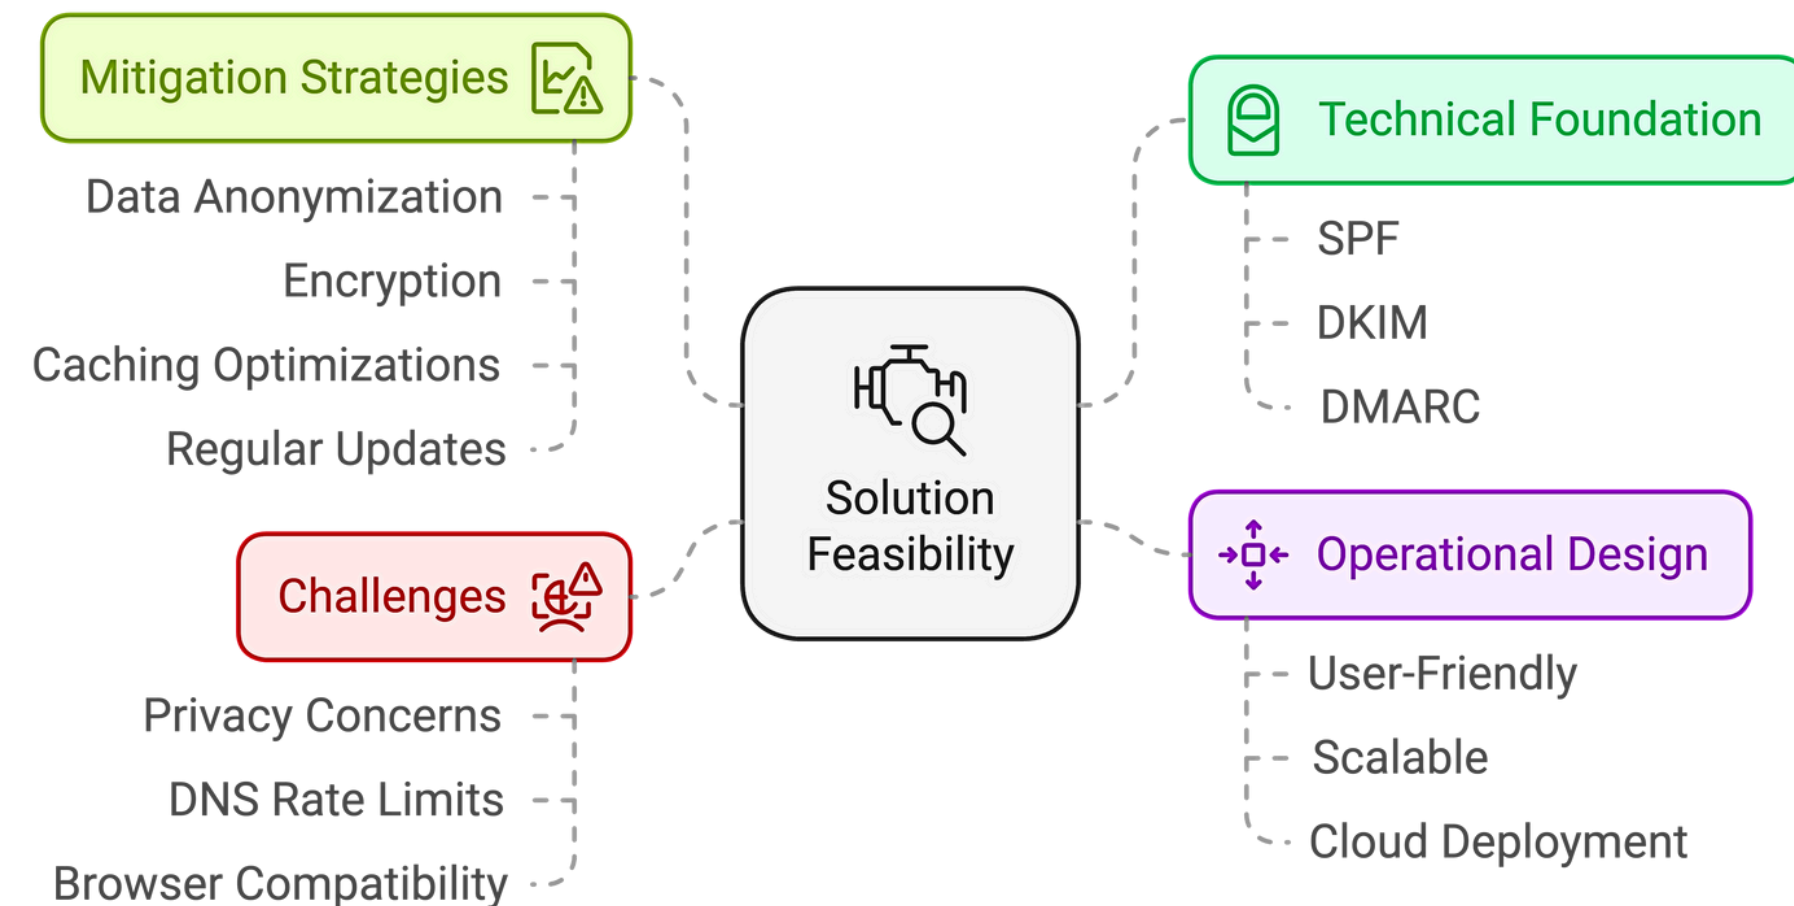 Mitigation Strategies
Data Anonymization
Encryption
Caching Optimizations
Regular Updates
Challenges
Privacy Concerns
DNS Rate Limits
Browser Compatibility
Solution
Feasibility
Technical Foundation
SPF
DKIM
DMARC
Operational Design
User-Friendly
Scalable
Cloud Deployment